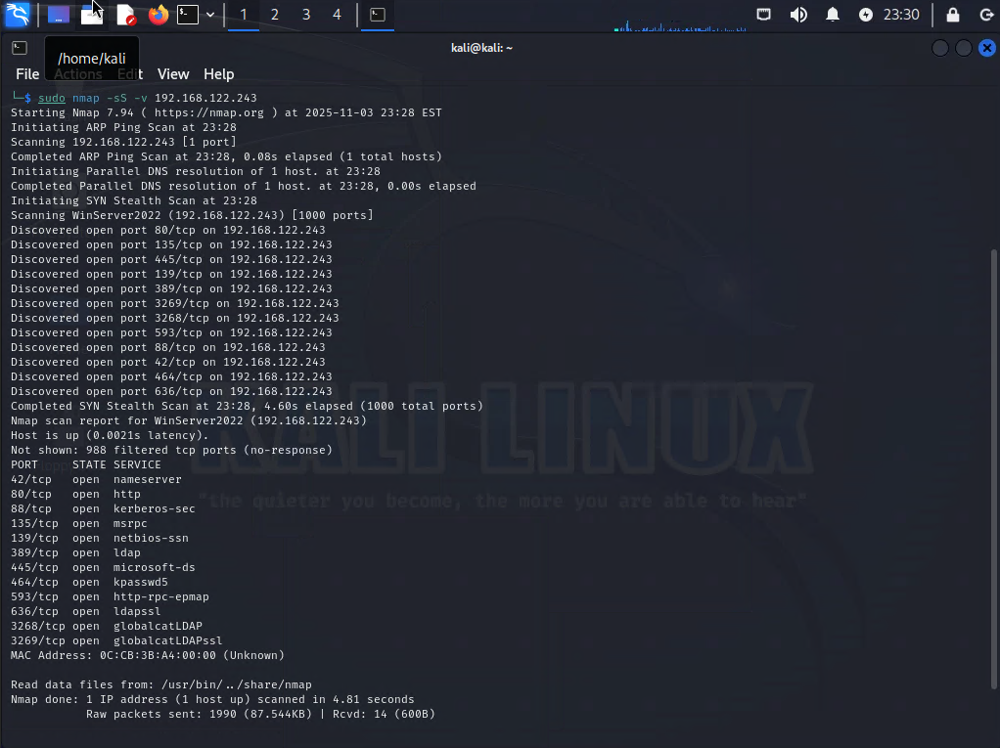 1 2 3 4 23:30
kali@kali: ~
/home/kali
File Actions Edit View Help
└─$ sudo nmap -sS -v 192.168.122.243
Starting Nmap 7.94 ( https://nmap.org ) at 2025-11-03 23:28 EST
Initiating ARP Ping Scan at 23:28
Scanning 192.168.122.243 [1 port]
Completed ARP Ping Scan at 23:28, 0.08s elapsed (1 total hosts)
Initiating Parallel DNS resolution of 1 host. at 23:28
Completed Parallel DNS resolution of 1 host. at 23:28, 0.00s elapsed
Initiating SYN Stealth Scan at 23:28
Scanning WinServer2022 (192.168.122.243) [1000 ports]
Discovered open port 80/tcp on 192.168.122.243
Discovered open port 135/tcp on 192.168.122.243
Discovered open port 445/tcp on 192.168.122.243
Discovered open port 139/tcp on 192.168.122.243
Discovered open port 389/tcp on 192.168.122.243
Discovered open port 3269/tcp on 192.168.122.243
Discovered open port 3268/tcp on 192.168.122.243
Discovered open port 593/tcp on 192.168.122.243
Discovered open port 88/tcp on 192.168.122.243
Discovered open port 42/tcp on 192.168.122.243
Discovered open port 464/tcp on 192.168.122.243
Discovered open port 636/tcp on 192.168.122.243
Completed SYN Stealth Scan at 23:28, 4.60s elapsed (1000 total ports)
Nmap scan report for WinServer2022 (192.168.122.243)
Host is up (0.0021s latency).
Not shown: 988 filtered tcp ports (no-response)
PORT     STATE SERVICE
42/tcp   open  nameserver
80/tcp   open  http
88/tcp   open  kerberos-sec
135/tcp  open  msrpc
139/tcp  open  netbios-ssn
389/tcp  open  ldap
445/tcp  open  microsoft-ds
464/tcp  open  kpasswd5
593/tcp  open  http-rpc-epmap
636/tcp  open  ldapssl
3268/tcp open  globalcatLDAP
3269/tcp open  globalcatLDAPssl
MAC Address: 0C:CB:3B:A4:00:00 (Unknown)
Read data files from: /usr/bin/../share/nmap
Nmap done: 1 IP address (1 host up) scanned in 4.81 seconds
Raw packets sent: 1990 (87.544KB) | Rcvd: 14 (600B)
KALI LINUX
"the quieter you become, the more you are able to hear"